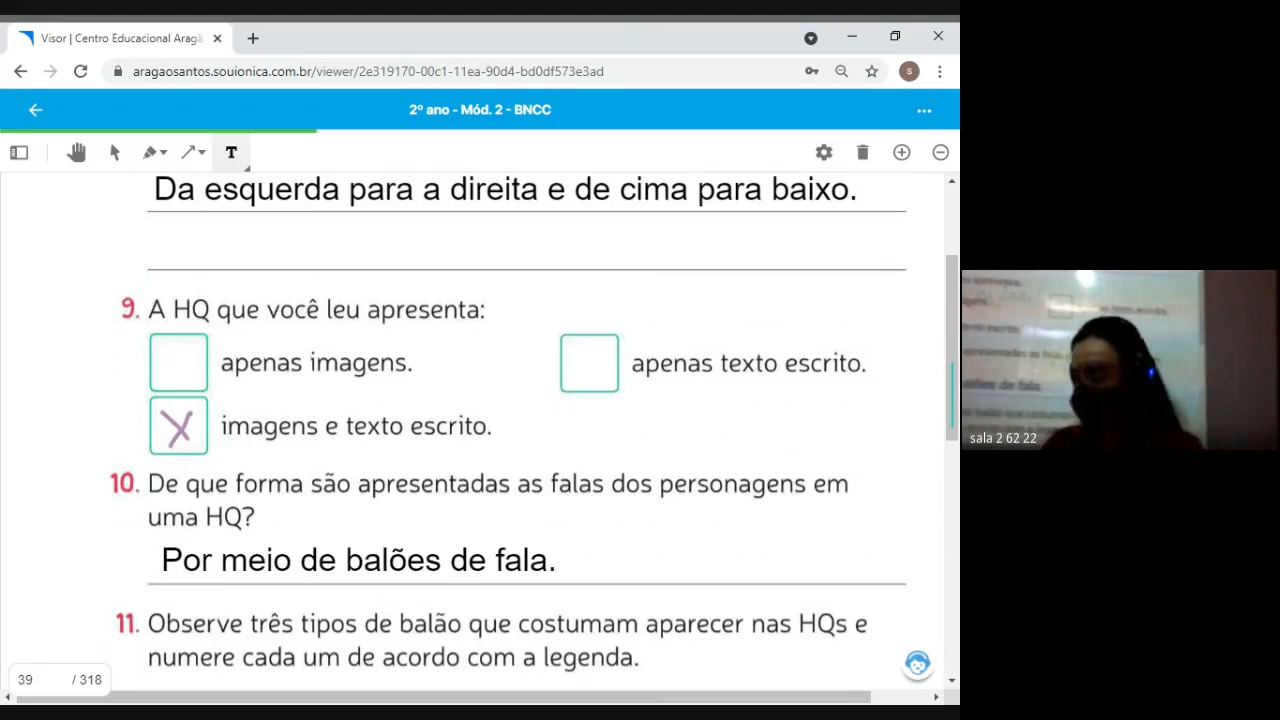 Visor | Centro Educacional Aragã
aragaosantos.souionica.com.br/viewer/2e319170-00c1-11ea-90d4-bd0df573e3ad
S
2º ano - Mód. 2 - BNCC
T
Da esquerda para a direita e de cima para baixo.
9. A HQ que você leu apresenta:
apenas imagens. apenas texto escrito.
X imagens e texto escrito.
10. De que forma são apresentadas as falas dos personagens em
uma HQ?
Por meio de balões de fala.
11. Observe três tipos de balão que costumam aparecer nas HQs e
numere cada um de acordo com a legenda.
39 / 318
sala 2 62 22